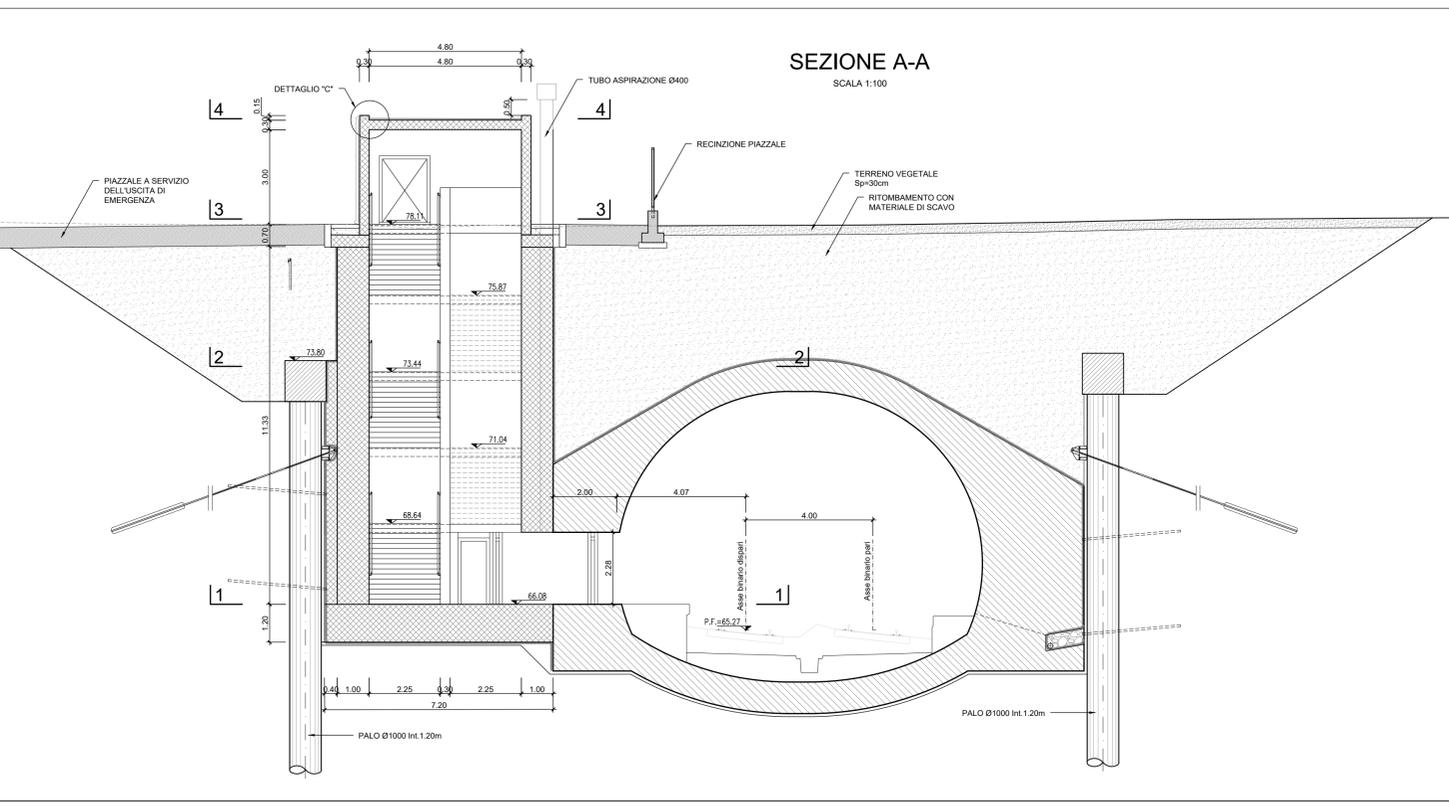 4.80
0.30 4.80 0.30
SEZIONE A-A
SCALA 1:100
TUBO ASPIRAZIONE Ø400
DETTAGLIO "C"
4
4
0.15
0.30
0.50
3.00
RECINZIONE PIAZZALE
PIAZZALE A SERVIZIO
DELL'USCITA DI
EMERGENZA
TERRENO VEGETALE
Sp=30cm
RITOMBAMENTO CON
MATERIALE DI SCAVO
3
3
78.11
0.70
75.87
73.80
2
2
73.44
11.33
71.04
2.00
4.07
68.64
4.00
2.28
Asse binario dispari
Asse binario pari
1
1
66.08
1.20
P.F.=65.27
0.40 1.00 2.25 0.30 2.25 1.00
7.20
PALO Ø1000 Int.1.20m
PALO Ø1000 Int.1.20m